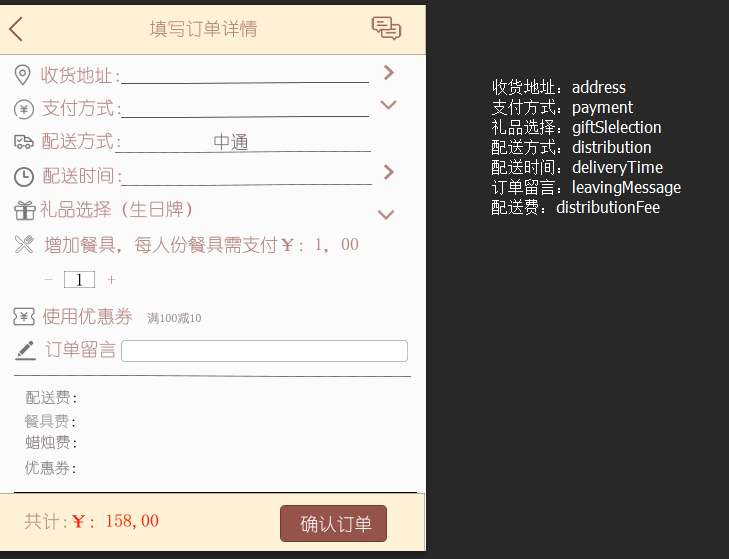 填写订单详情
收货地址:
支付方式:
配送方式: 中通
配送时间:
礼品选择（生日牌）
增加餐具，每人份餐具需支付¥：1，00
− 1 +
使用优惠券 满100减10
订单留言
配送费：
餐具费：
蜡烛费：
优惠券：
共计:¥：158,00 确认订单
收货地址：address
支付方式：payment
礼品选择：giftSlelection
配送方式：distribution
配送时间：deliveryTime
订单留言：leavingMessage
配送费：distributionFee